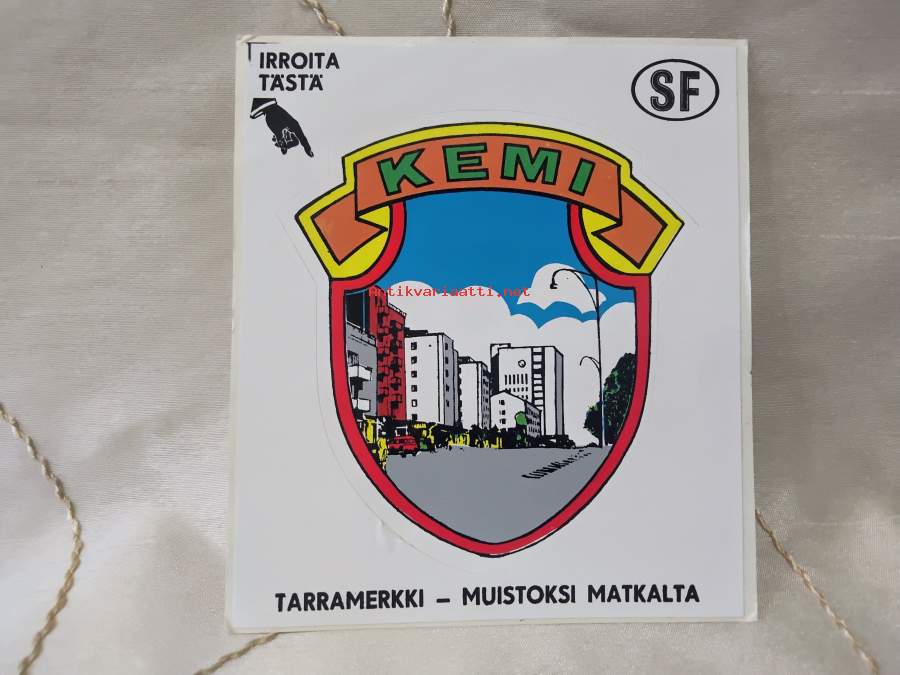 IRROITA
TÄSTÄ
SF
KEMI
Antikvariaatti.net
TARRAMERKKI – MUISTOKSI MATKALTA